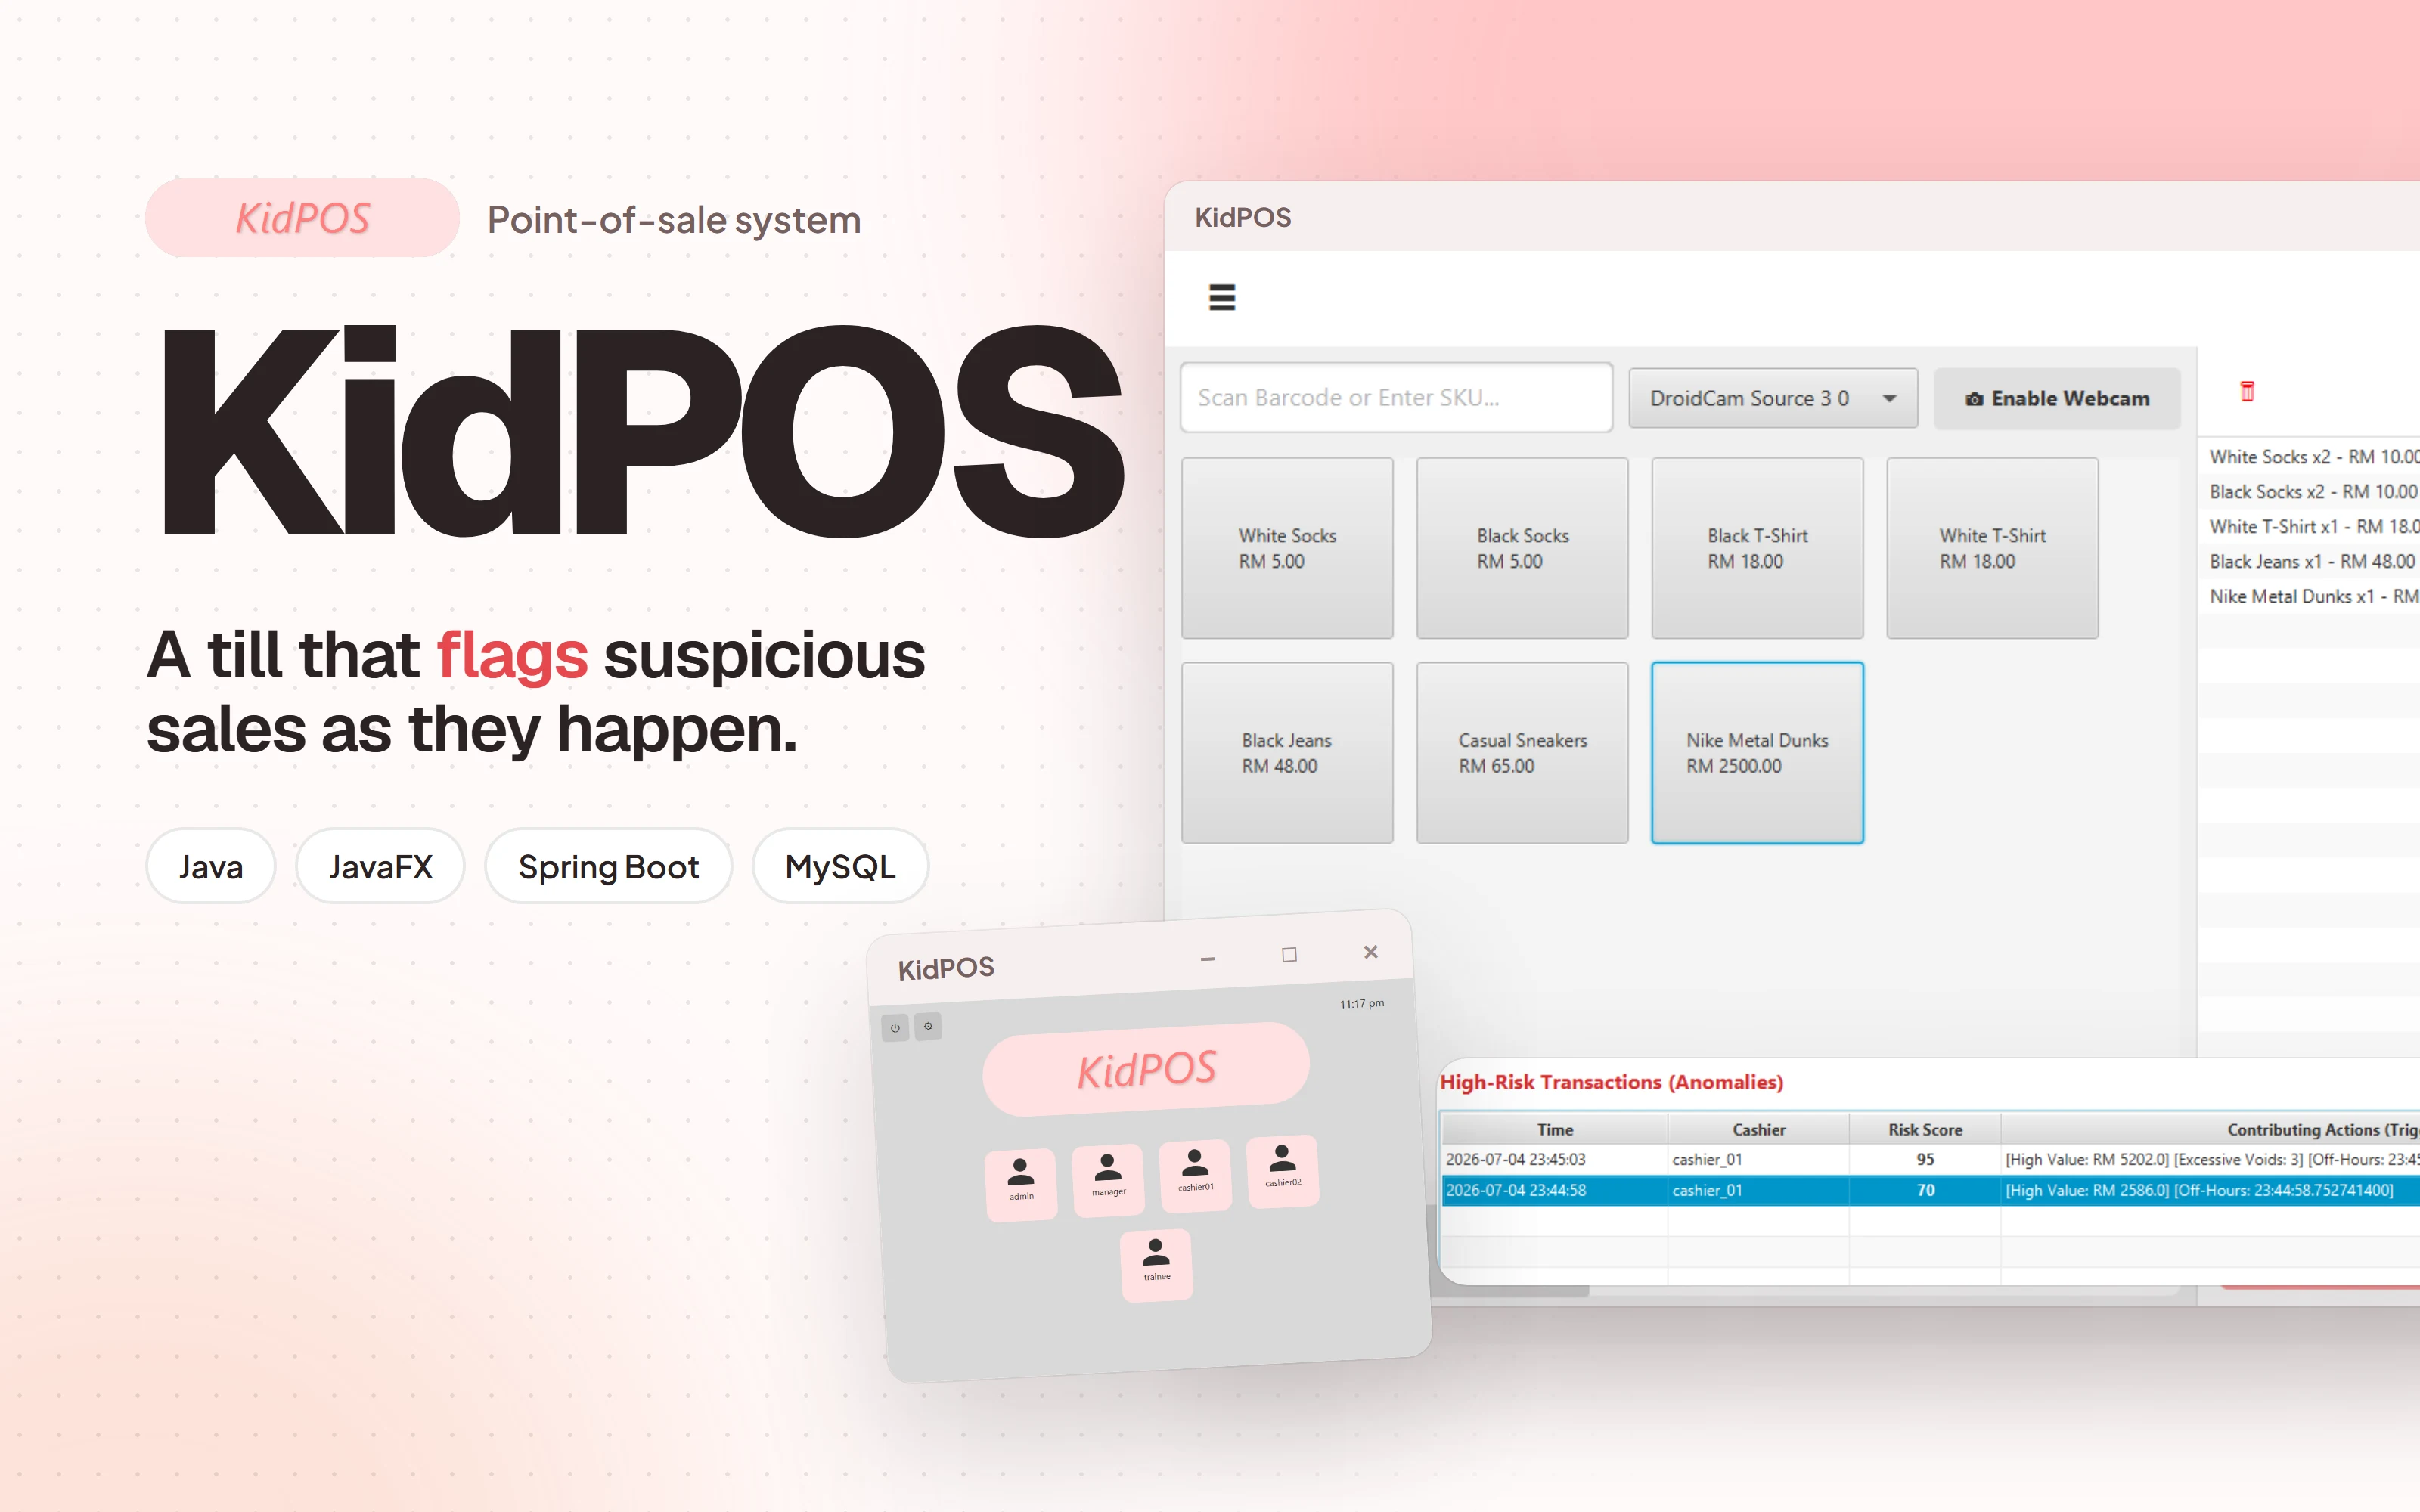 KidPOS
Point-of-sale system
KidPOS
A till that flags suspicious
sales as they happen.
Java
JavaFX
Spring Boot
MySQL
KidPOS
Scan Barcode or Enter SKU...
DroidCam Source 3 0
Enable Webcam
White Socks
RM 5.00
Black Socks
RM 5.00
Black T-Shirt
RM 18.00
White T-Shirt
RM 18.00
Black Jeans
RM 48.00
Casual Sneakers
RM 65.00
Nike Metal Dunks
RM 2500.00
White Socks x2 - RM 10.00
Black Socks x2 - RM 10.00
White T-Shirt x1 - RM 18.0
Black Jeans x1 - RM 48.00
Nike Metal Dunks x1 - RM
KidPOS
11:17 pm
KidPOS
admin
manager
cashier01
cashier02
trainee
High-Risk Transactions (Anomalies)
Time Cashier Risk Score Contributing Actions (Trig
2026-07-04 23:45:03 cashier_01 95 [High Value: RM 5202.0] [Excessive Voids: 3] [Off-Hours: 23:45
2026-07-04 23:44:58 cashier_01 70 [High Value: RM 2586.0] [Off-Hours: 23:44:58.752741400]